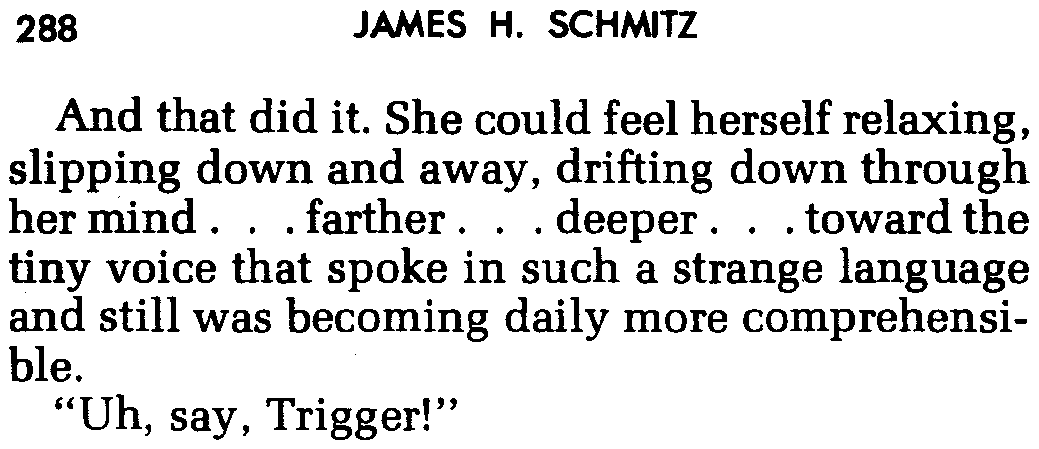 288 JAMES H. SCHMITZ
And that did it. She could feel herself relaxing,
slipping down and away, drifting down through
her mind . . . farther . . . deeper . . . toward the
tiny voice that spoke in such a strange language
and still was becoming daily more comprehensi-
ble.
“Uh, say, Trigger!”